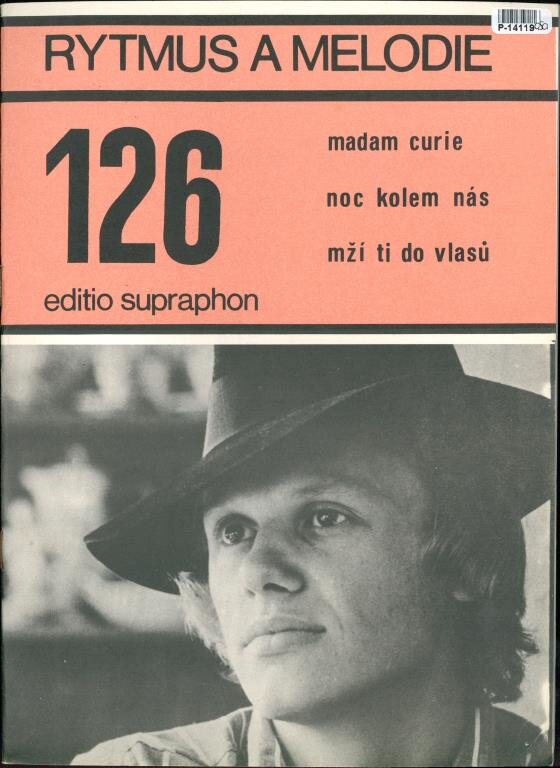 P-14119
RYTMUS A MELODIE
126
madam curie
noc kolem nás
mží ti do vlasů
editio supraphon